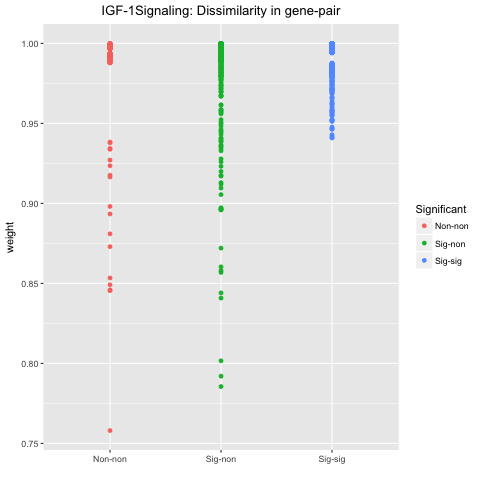 IGF-1Signaling: Dissimilarity in gene-pair
1.00
0.95
0.90
0.85
0.80
0.75
weight
Non-non
Sig-non
Sig-sig
Significant
Non-non
Sig-non
Sig-sig